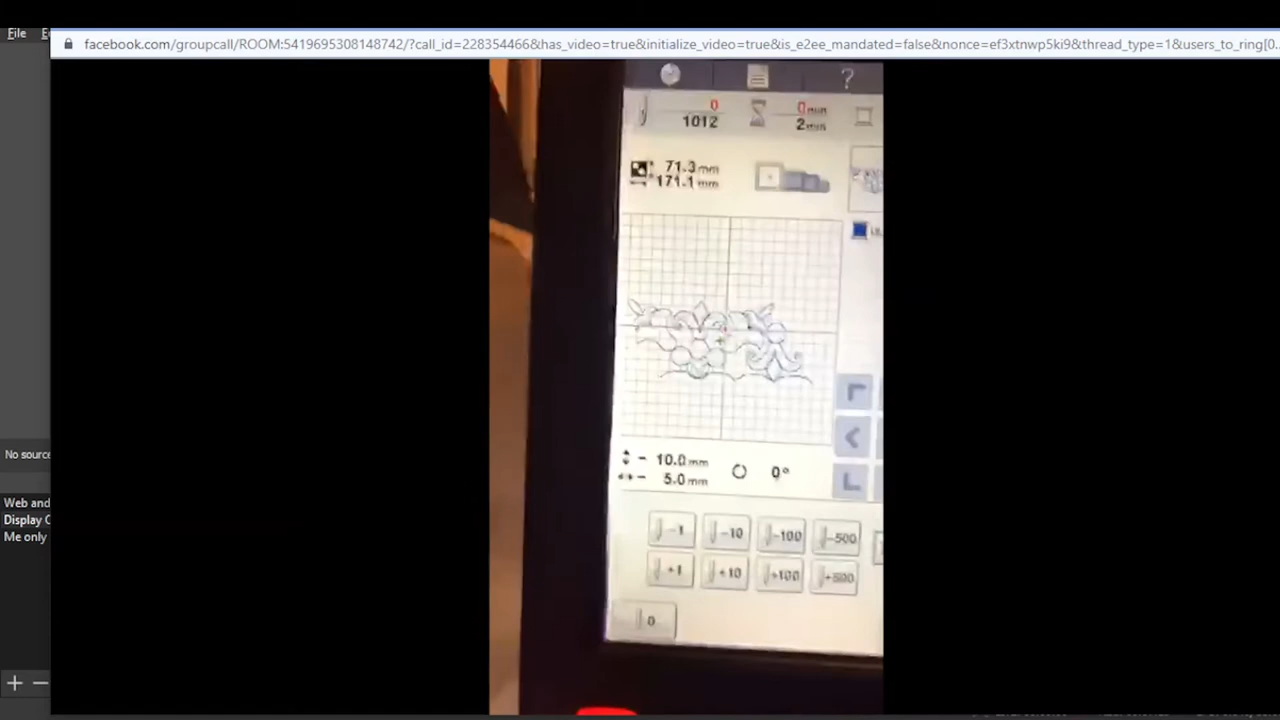 File
facebook.com/groupcall/ROOM:5419695308148742/?call_id=228354466&has_video=true&initialize_video=true&is_e2ee_mandated=false&nonce=ef3xtnwp5ki9&thread_type=1&users_to_ring[0...
?
0
1012
0 min
2 min
71.3 mm
171.1 mm
- 10.0 mm
- 5.0 mm
0°
-1 -10 -100 -500
+1 +10 +100 +500
0
No source
Web and
Display C
Me only
+ −